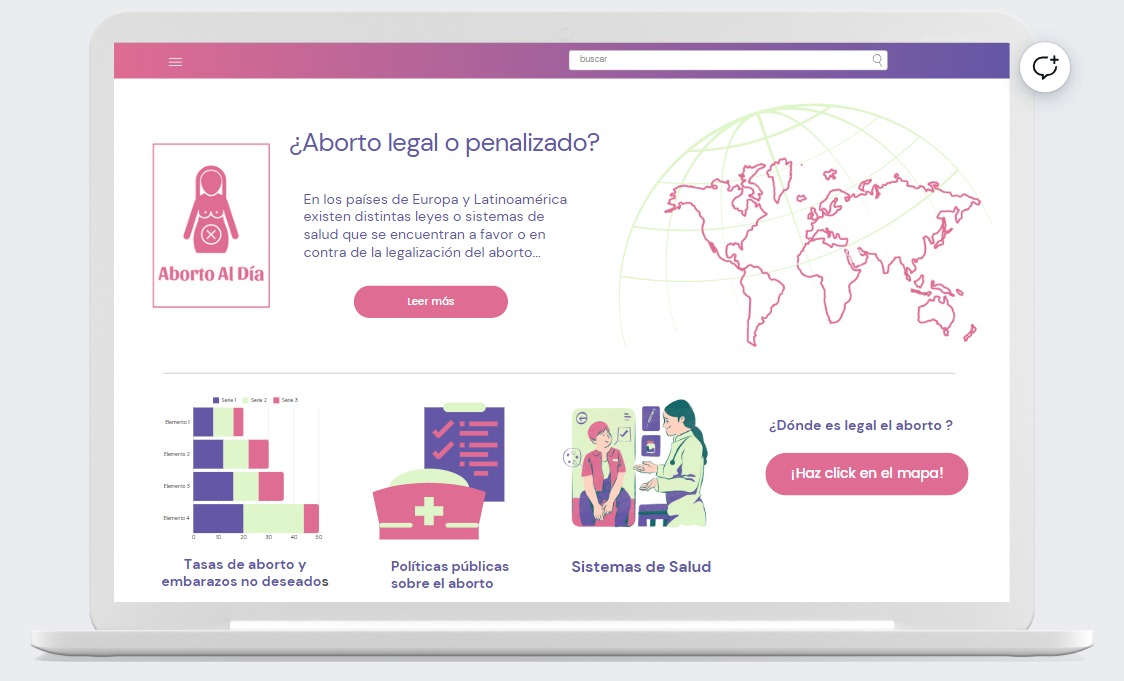 buscar
¿Aborto legal o penalizado?
En los países de Europa y Latinoamérica
existen distintas leyes o sistemas de
salud que se encuentran a favor o en
contra de la legalización del aborto...
Leer más
Aborto Al Día
Serie 1 Serie 2 Serie 3
Elemento 1
Elemento 2
Elemento 3
Elemento 4
0 10 20 30 40 50
Tasas de aborto y
embarazos no deseados
Políticas públicas
sobre el aborto
Sistemas de Salud
¿Dónde es legal el aborto ?
¡Haz click en el mapa!